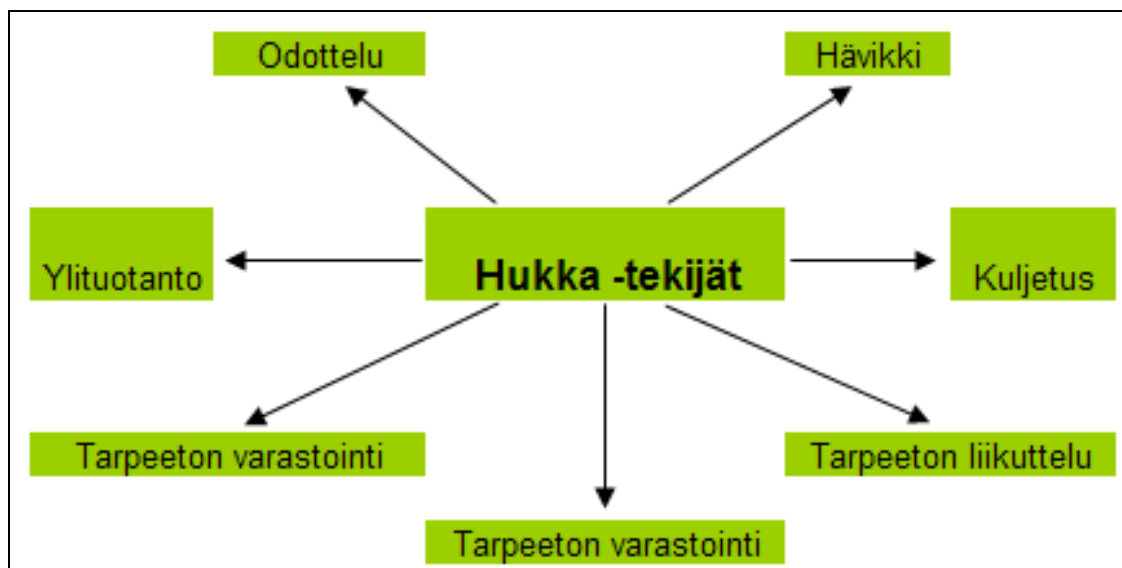 Odottelu
Hävikki
Ylituotanto
Hukka -tekijät
Kuljetus
Tarpeeton varastointi
Tarpeeton liikuttelu
Tarpeeton varastointi